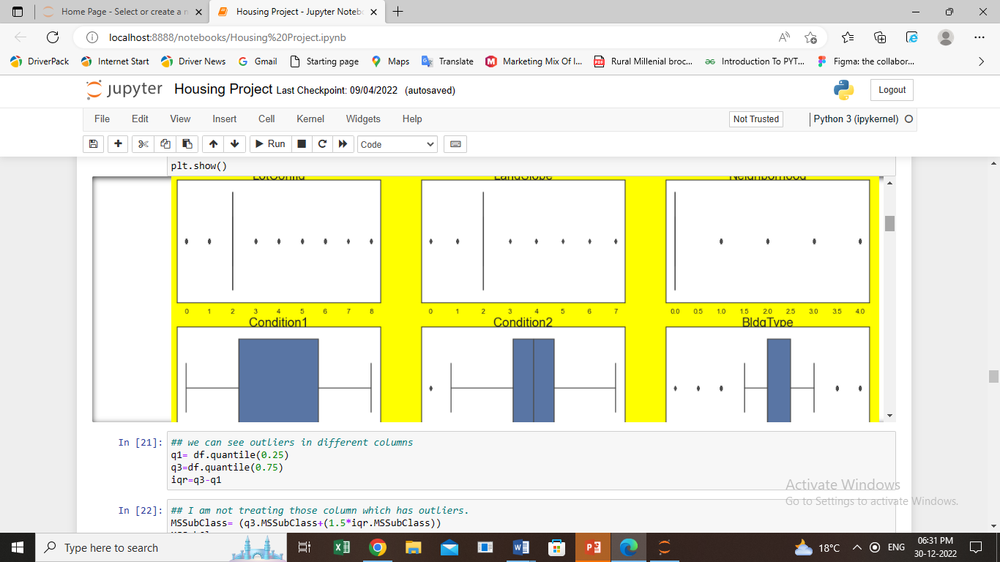 Home Page - Select or create a n
Housing Project - Jupyter Noteb
localhost:8888/notebooks/Housing%20Project.ipynb
DriverPack
Internet Start
Driver News
Gmail
Starting page
Maps
Translate
Marketing Mix Of I...
Rural Millenial broc...
Introduction To PYT...
Figma: the collabor...
jupyter Housing Project Last Checkpoint: 09/04/2022 (autosaved)
Logout
File Edit View Insert Cell Kernel Widgets Help
Not Trusted
Python 3 (ipykernel)
Run
Code
plt.show()
LotConfig LandSlope Neighborhood
0 1 2 3 4 5 6 7 8
0 1 2 3 4 5 6 7
0.0 0.5 1.0 1.5 2.0 2.5 3.0 3.5 4.0
Condition1 Condition2 BldgType
In [21]: ## we can see outliers in different columns
q1= df.quantile(0.25)
q3=df.quantile(0.75)
iqr=q3-q1
Activate Windows
Go to Settings to activate Windows.
In [22]: ## I am not treating those column which has outliers.
MSSubClass= (q3.MSSubClass+(1.5*iqr.MSSubClass))
Type here to search
18°C
ENG
06:31 PM
30-12-2022